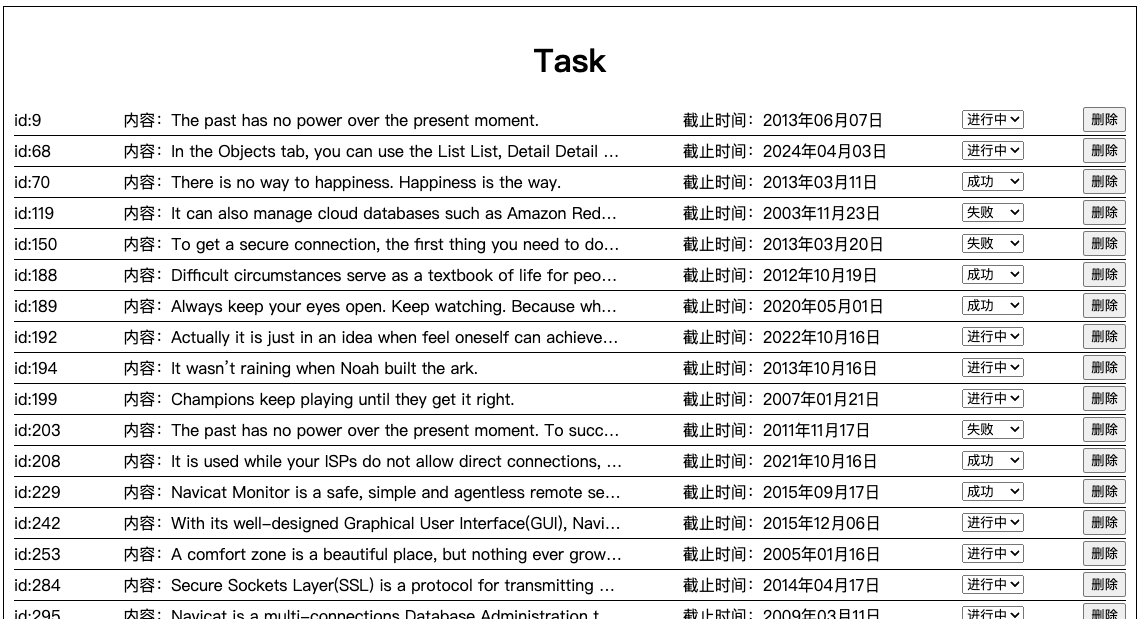 Task
id:9 内容：The past has no power over the present moment. 截止时间：2013年06月07日 进行中 删除
id:68 内容：In the Objects tab, you can use the List List, Detail Detail ... 截止时间：2024年04月03日 进行中 删除
id:70 内容：There is no way to happiness. Happiness is the way. 截止时间：2013年03月11日 成功 删除
id:119 内容：It can also manage cloud databases such as Amazon Red... 截止时间：2003年11月23日 失败 删除
id:150 内容：To get a secure connection, the first thing you need to do... 截止时间：2013年03月20日 失败 删除
id:188 内容：Difficult circumstances serve as a textbook of life for peo... 截止时间：2012年10月19日 成功 删除
id:189 内容：Always keep your eyes open. Keep watching. Because wh... 截止时间：2020年05月01日 成功 删除
id:192 内容：Actually it is just in an idea when feel oneself can achieve... 截止时间：2022年10月16日 进行中 删除
id:194 内容：It wasn't raining when Noah built the ark. 截止时间：2013年10月16日 进行中 删除
id:199 内容：Champions keep playing until they get it right. 截止时间：2007年01月21日 进行中 删除
id:203 内容：The past has no power over the present moment. To succ... 截止时间：2011年11月17日 失败 删除
id:208 内容：It is used while your ISPs do not allow direct connections, ... 截止时间：2021年10月16日 成功 删除
id:229 内容：Navicat Monitor is a safe, simple and agentless remote se... 截止时间：2015年09月17日 成功 删除
id:242 内容：With its well-designed Graphical User Interface(GUI), Navi... 截止时间：2015年12月06日 进行中 删除
id:253 内容：A comfort zone is a beautiful place, but nothing ever grow... 截止时间：2005年01月16日 进行中 删除
id:284 内容：Secure Sockets Layer(SSL) is a protocol for transmitting ... 截止时间：2014年04月17日 进行中 删除
id:295 内容：Navicat is a multi-connections Database Administration t... 截止时间：2009年03月11日 进行中 删除